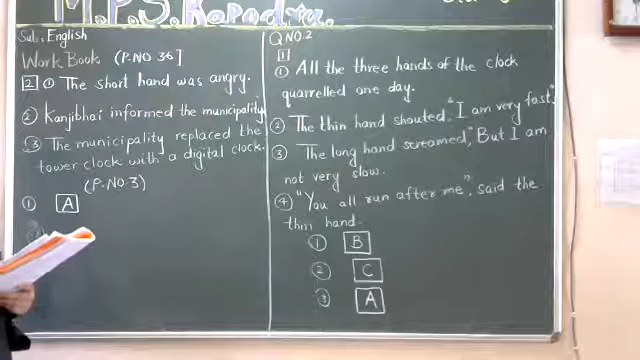 M.P.S. Kapodra.
Sub. English
Work Book (P.NO 36]
[2] ① The short hand was angry.
② Kanjibhai informed the municipality
③ The municipality replaced the
tower clock with a digital clock.
(P.NO.3)
① [A]
Q NO.2
[1]
① All the three hands of the clock
quarrelled one day.
② The thin hand shouted "I am very fast"
③ The long hand screamed," But I am
not very slow.
④ "You all run after me", said the
thin hand.
① [B]
② [C]
③ [A]